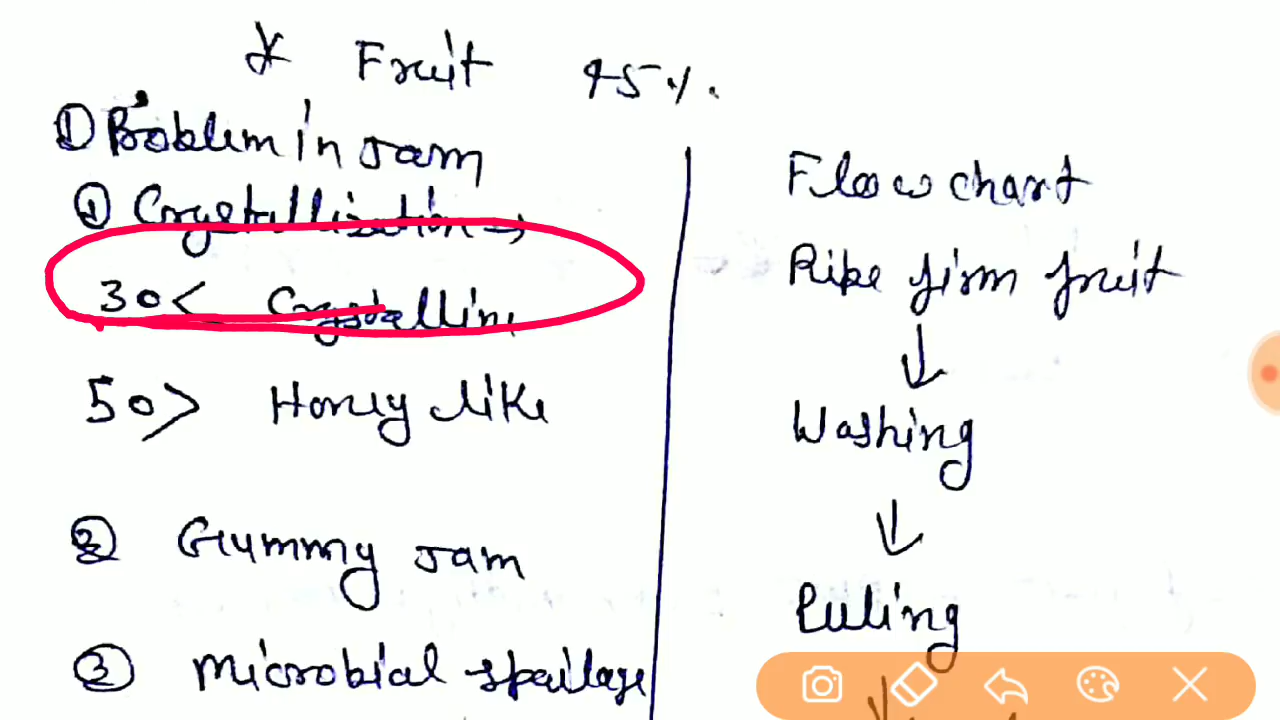 * Fruit 45%.
① Problem in Jam
① Crystallization →
30< Crystallin
50> Honey like
② Gummy Jam
③ Microbial spoilage
Flow chart
Ripe firm fruit
↓
Washing
↓
Puling
↓